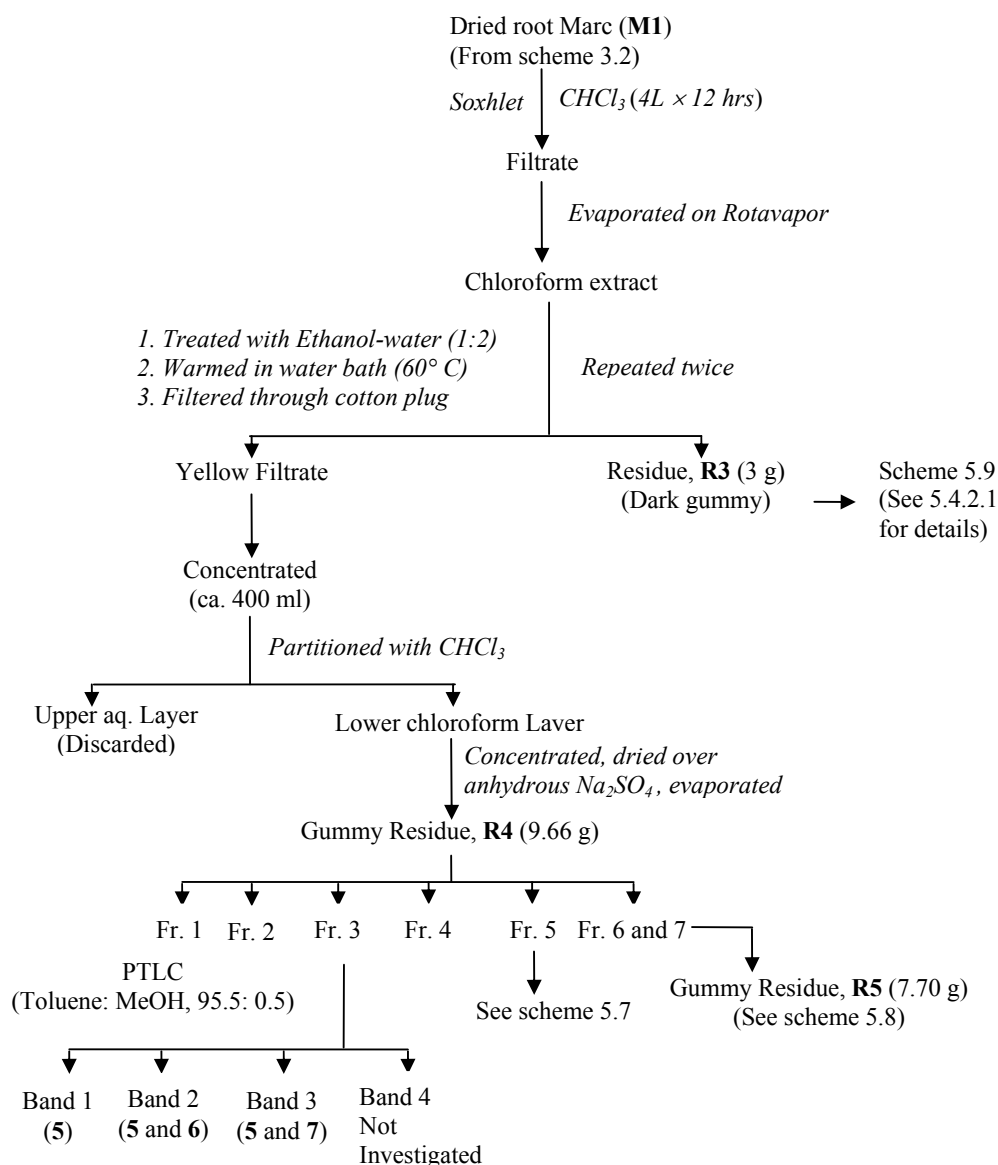 Dried root Marc (M1)
(From scheme 3.2)
Soxhlet
CHCl₃ (4L × 12 hrs)
Filtrate
Evaporated on Rotavapor
Chloroform extract
1. Treated with Ethanol-water (1:2)
2. Warmed in water bath (60° C)
3. Filtered through cotton plug
Repeated twice
Yellow Filtrate
Residue, R3 (3 g)
(Dark gummy)
Scheme 5.9
(See 5.4.2.1
for details)
Concentrated
(ca. 400 ml)
Partitioned with CHCl₃
Upper aq. Layer
(Discarded)
Lower chloroform Laver
Concentrated, dried over
anhydrous Na₂SO₄ , evaporated
Gummy Residue, R4 (9.66 g)
Fr. 1
Fr. 2
Fr. 3
Fr. 4
Fr. 5
Fr. 6 and 7
PTLC
(Toluene: MeOH, 95.5: 0.5)
See scheme 5.7
Gummy Residue, R5 (7.70 g)
(See scheme 5.8)
Band 1
(5)
Band 2
(5 and 6)
Band 3
(5 and 7)
Band 4
Not
Investigated